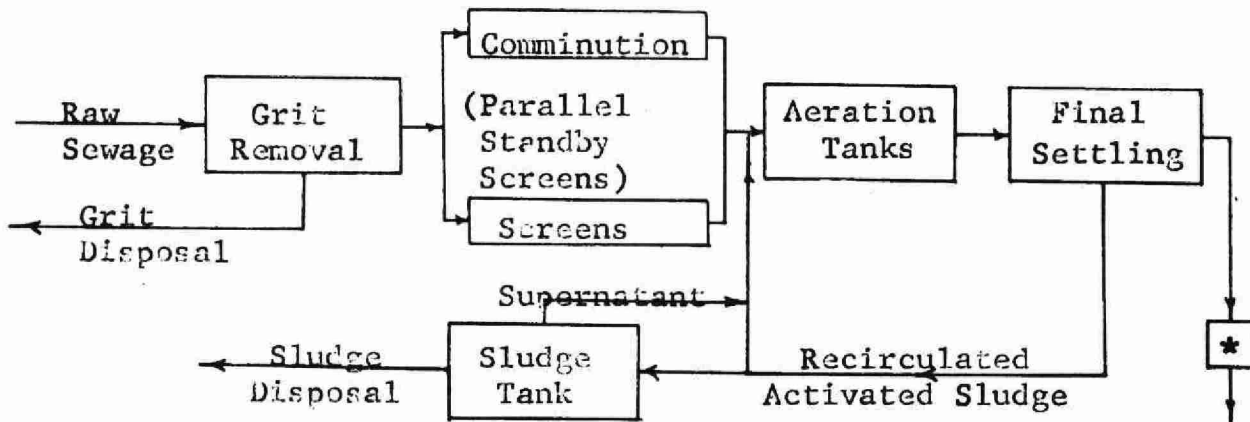 Comminution
Raw
Sewage
Grit
Removal
(Parallel
Standby
Screens)
Aeration
Tanks
Final
Settling
Grit
Disposal
Screens
Supernatant
Sludge
Disposal
Sludge
Tank
Recirculated
Activated Sludge
*